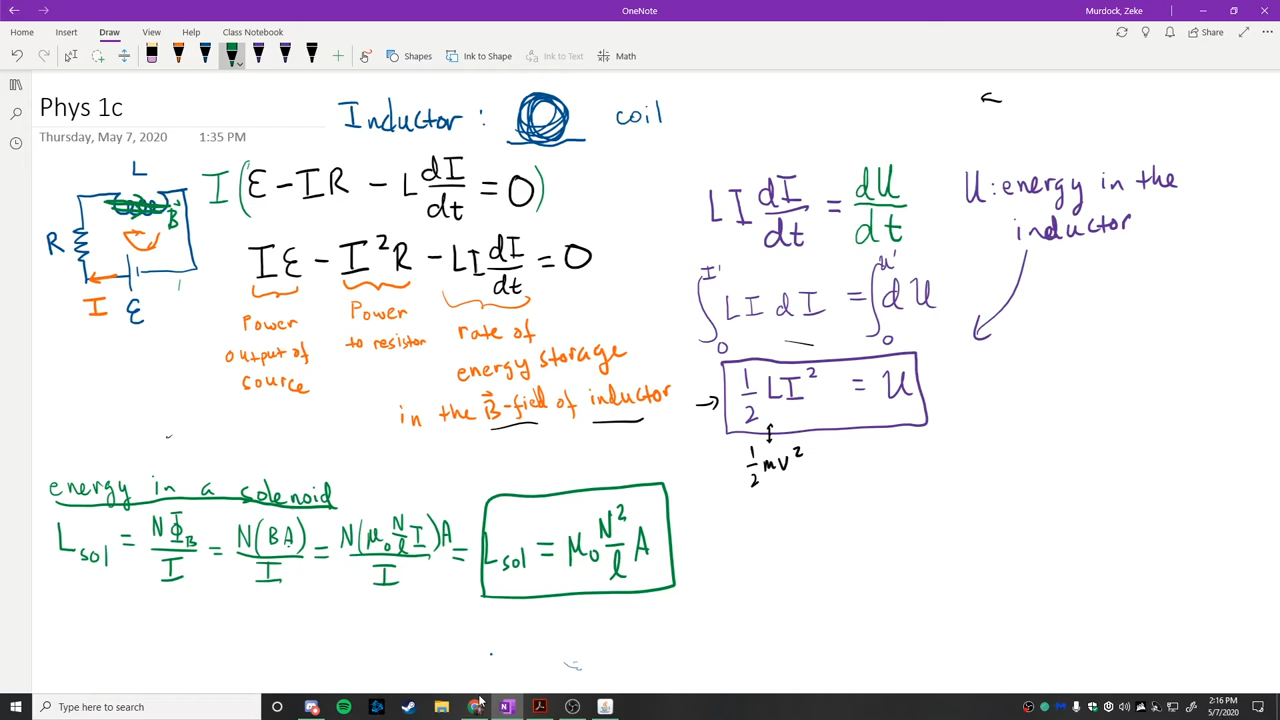 OneNote
Murdock, Zeke
Home Insert Draw View Help Class Notebook
Share
Shapes Ink to Shape Ink to Text Math
Phys 1c
Thursday, May 7, 2020 1:35 PM
Inductor : coil
L
R
B
I
ε
I(ε - IR - L dI/dt = 0)
Iε - I²R - LI dI/dt = 0
Power output of source
Power to resistor
rate of energy storage
in the B⃗-field of inductor
LI dI/dt = dU/dt
U: energy in the
inductor
∫₀^I' LI dI = ∫₀^u' dU
→ 1/2 LI² = U
1/2 mv²
energy in a solenoid
L_sol = NΦ_B/I = N(BA)/I = N(μ₀ N/l I)A/I = L_sol = μ₀ N²/l A
Type here to search
2:16 PM
5/7/2020